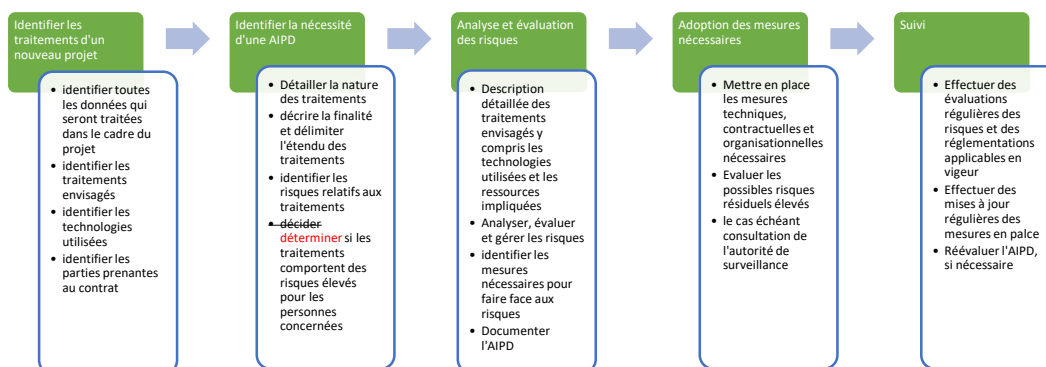 Identifier les
traitements d'un
nouveau projet
• identifier toutes
les données qui
seront traitées
dans le cadre du
projet
• identifier les
traitements
envisagés
• identifier les
technologies
utilisées
• identifier les
parties prenantes
au contrat
Identifier la nécessité
d'une AIPD
• Détailler la nature
des traitements
• décrire la finalité
et délimiter
l'étendu des
traitements
• identifier les
risques relatifs aux
traitements
• décider
déterminer si les
traitements
comportent des
risques élevés
pour les
personnes
concernées
Analyse et évaluation
des risques
• Description
détaillée des
traitements
envisagés y
compris les
technologies
utilisées et les
ressources
impliquées
• Analyser, évaluer
et gérer les risques
• identifier les
mesures
nécessaires pour
faire face aux
risques
• Documenter
l'AIPD
Adoption des mesures
nécessaires
• Mettre en place
les mesures
techniques,
contractuelles et
organisationnelles
nécessaires
• Evaluer les
possibles risques
résiduels élevés
• le cas échéant
consultation de
l'autorité de
surveillance
Suivi
• Effectuer des
évaluations
régulières des
risques et des
réglementations
applicables en
vigeur
• Effectuer des
mises à jour
régulières des
mesures en palce
• Réévaluer l'AIPD,
si nécessaire